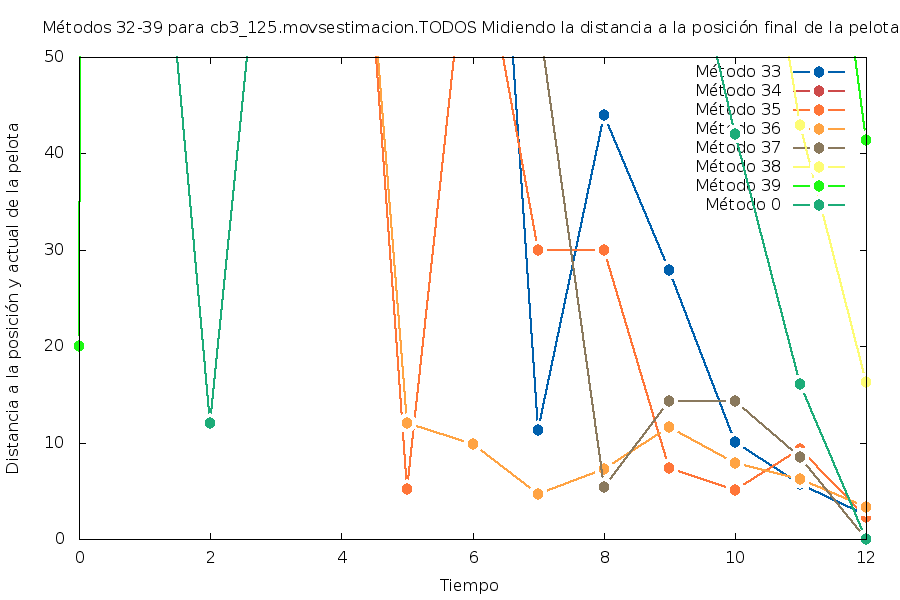 Métodos 32-39 para cb3_125.movsestimacion.TODOS Midiendo la distancia a la posición final de la pelota
50
40
30
20
10
0
Distancia a la posición y actual de la pelota
Método 33
Método 34
Método 35
Método 36
Método 37
Método 38
Método 39
Método 0
0 2 4 6 8 10 12
Tiempo